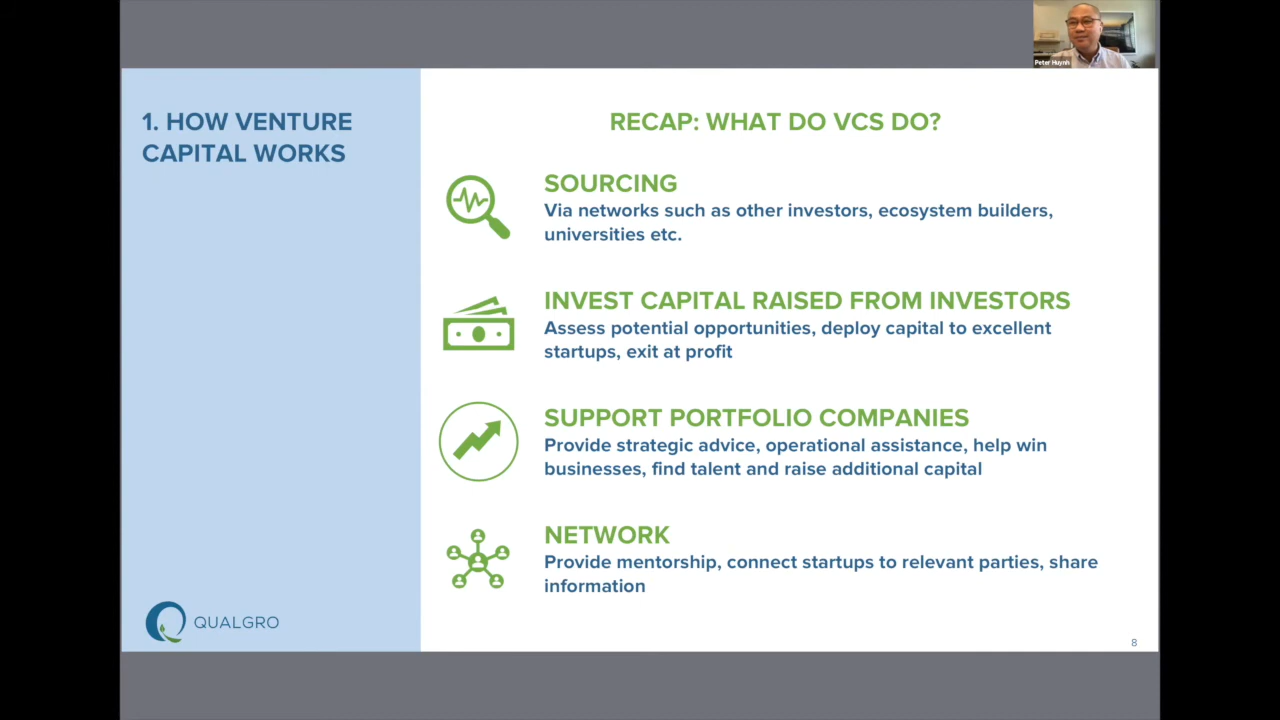 Peter Huynh
1. HOW VENTURE
CAPITAL WORKS
RECAP: WHAT DO VCS DO?
SOURCING
Via networks such as other investors, ecosystem builders,
universities etc.
INVEST CAPITAL RAISED FROM INVESTORS
Assess potential opportunities, deploy capital to excellent
startups, exit at profit
SUPPORT PORTFOLIO COMPANIES
Provide strategic advice, operational assistance, help win
businesses, find talent and raise additional capital
NETWORK
Provide mentorship, connect startups to relevant parties, share
information
QUALGRO
8